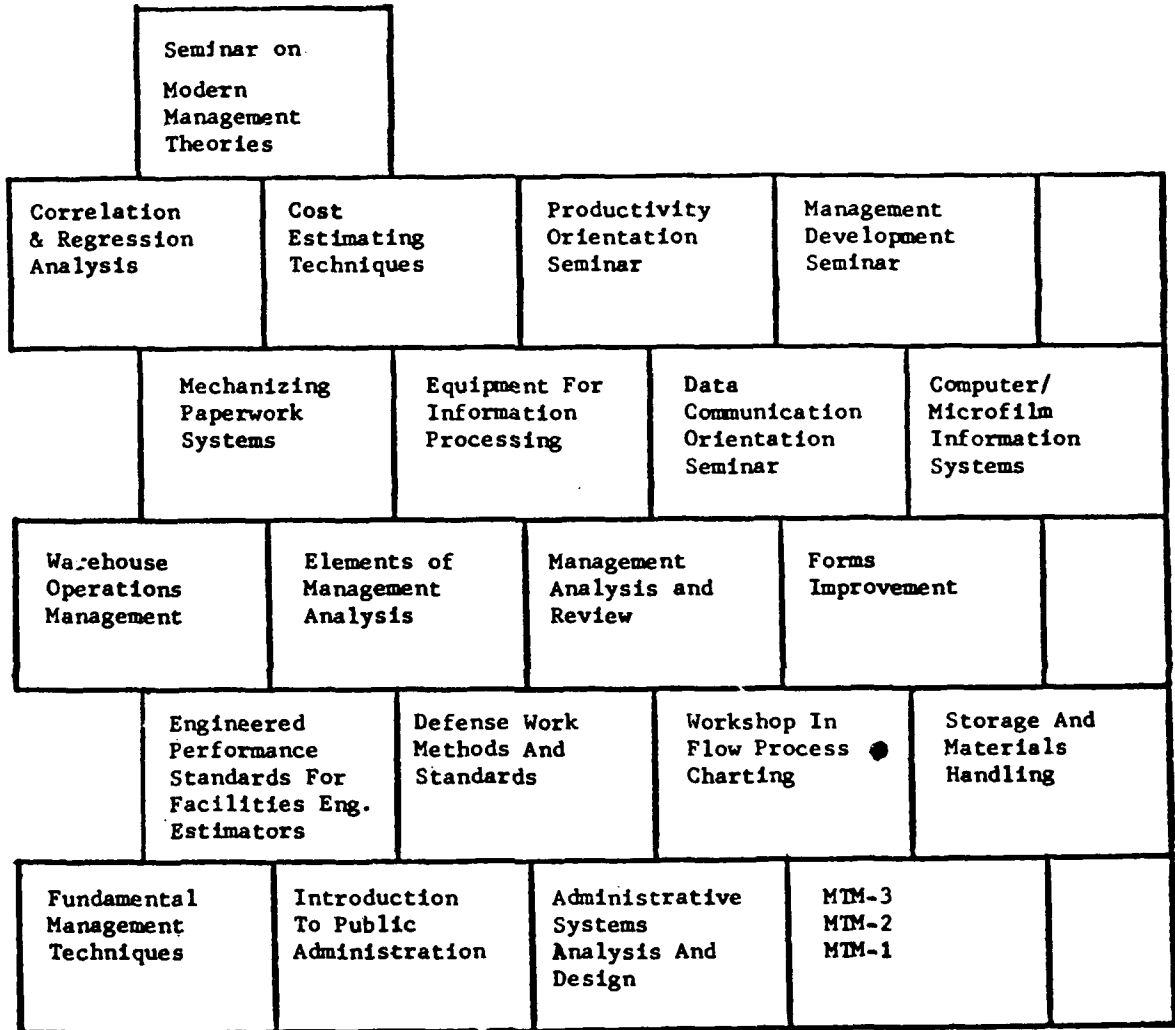 Seminar on
Modern
Management
Theories
Correlation
& Regression
Analysis
Cost
Estimating
Techniques
Productivity
Orientation
Seminar
Management
Development
Seminar
Mechanizing
Paperwork
Systems
Equipment For
Information
Processing
Data
Communication
Orientation
Seminar
Computer/
Microfilm
Information
Systems
Warehouse
Operations
Management
Elements of
Management
Analysis
Management
Analysis and
Review
Forms
Improvement
Engineered
Performance
Standards For
Facilities Eng.
Estimators
Defense Work
Methods And
Standards
Workshop In
Flow Process
Charting
Storage And
Materials
Handling
Fundamental
Management
Techniques
Introduction
To Public
Administration
Administrative
Systems
Analysis And
Design
MTM-3
MTM-2
MTM-1